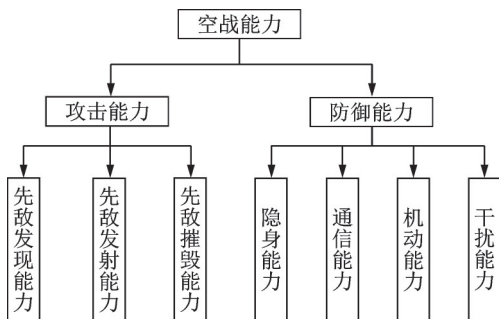 空战能力
攻击能力
防御能力
先敌发现能力
先敌发射能力
先敌摧毁能力
隐身能力
通信能力
机动能力
干扰能力